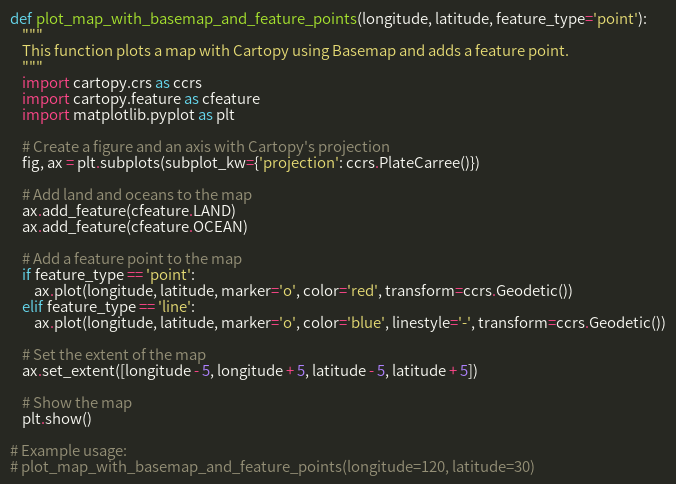 def plot_map_with_basemap_and_feature_points(longitude, latitude, feature_type='point'):
"""
This function plots a map with Cartopy using Basemap and adds a feature point.
"""
import cartopy.crs as ccrs
import cartopy.feature as cfeature
import matplotlib.pyplot as plt
# Create a figure and an axis with Cartopy's projection
fig, ax = plt.subplots(subplot_kw={'projection': ccrs.PlateCarree()})
# Add land and oceans to the map
ax.add_feature(cfeature.LAND)
ax.add_feature(cfeature.OCEAN)
# Add a feature point to the map
if feature_type == 'point':
ax.plot(longitude, latitude, marker='o', color='red', transform=ccrs.Geodetic())
elif feature_type == 'line':
ax.plot(longitude, latitude, marker='o', color='blue', linestyle='-', transform=ccrs.Geodetic())
# Set the extent of the map
ax.set_extent([longitude - 5, longitude + 5, latitude - 5, latitude + 5])
# Show the map
plt.show()
# Example usage:
# plot_map_with_basemap_and_feature_points(longitude=120, latitude=30)